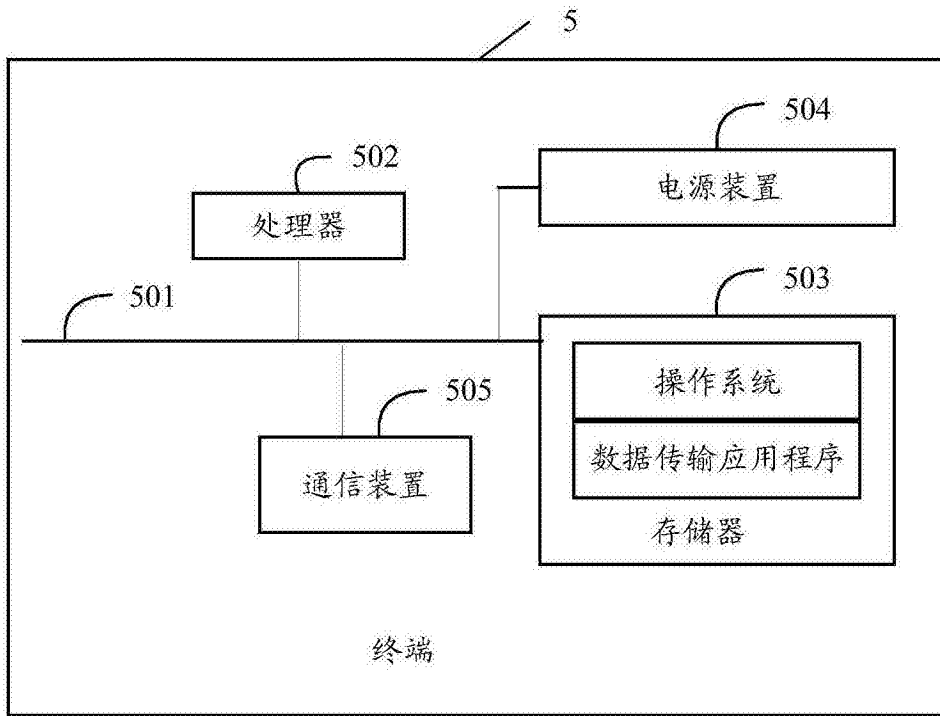 5
504
电源装置
502
处理器
503
501
操作系统
505
数据传输应用程序
通信装置
存储器
终端